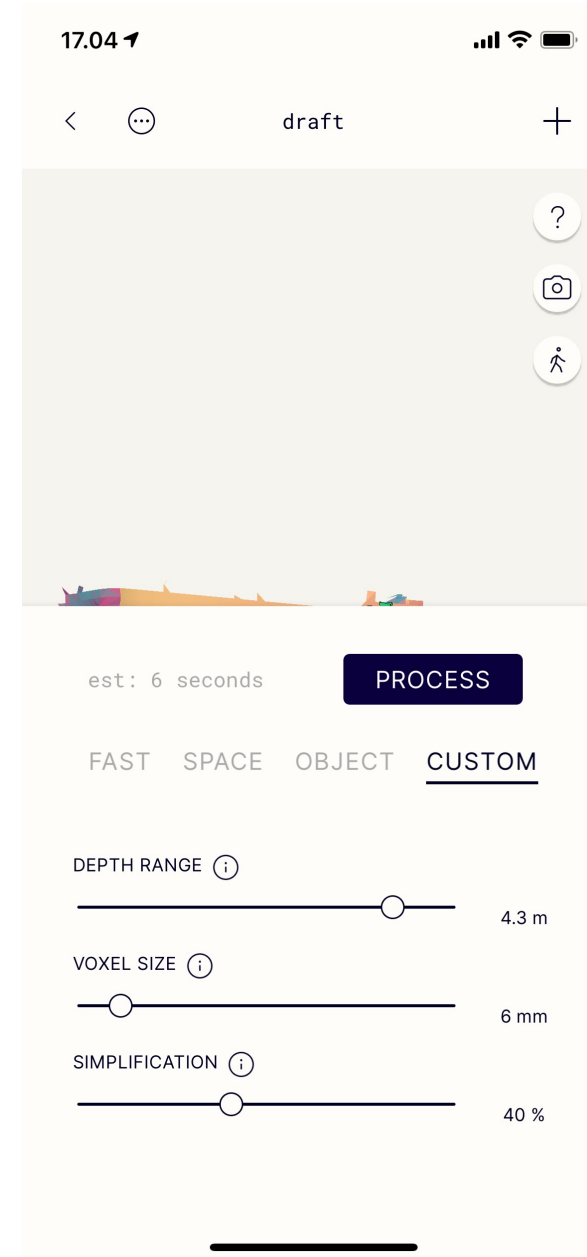 17.04
draft
est: 6 seconds PROCESS
FAST SPACE OBJECT CUSTOM
DEPTH RANGE
4.3 m
VOXEL SIZE
6 mm
SIMPLIFICATION
40 %